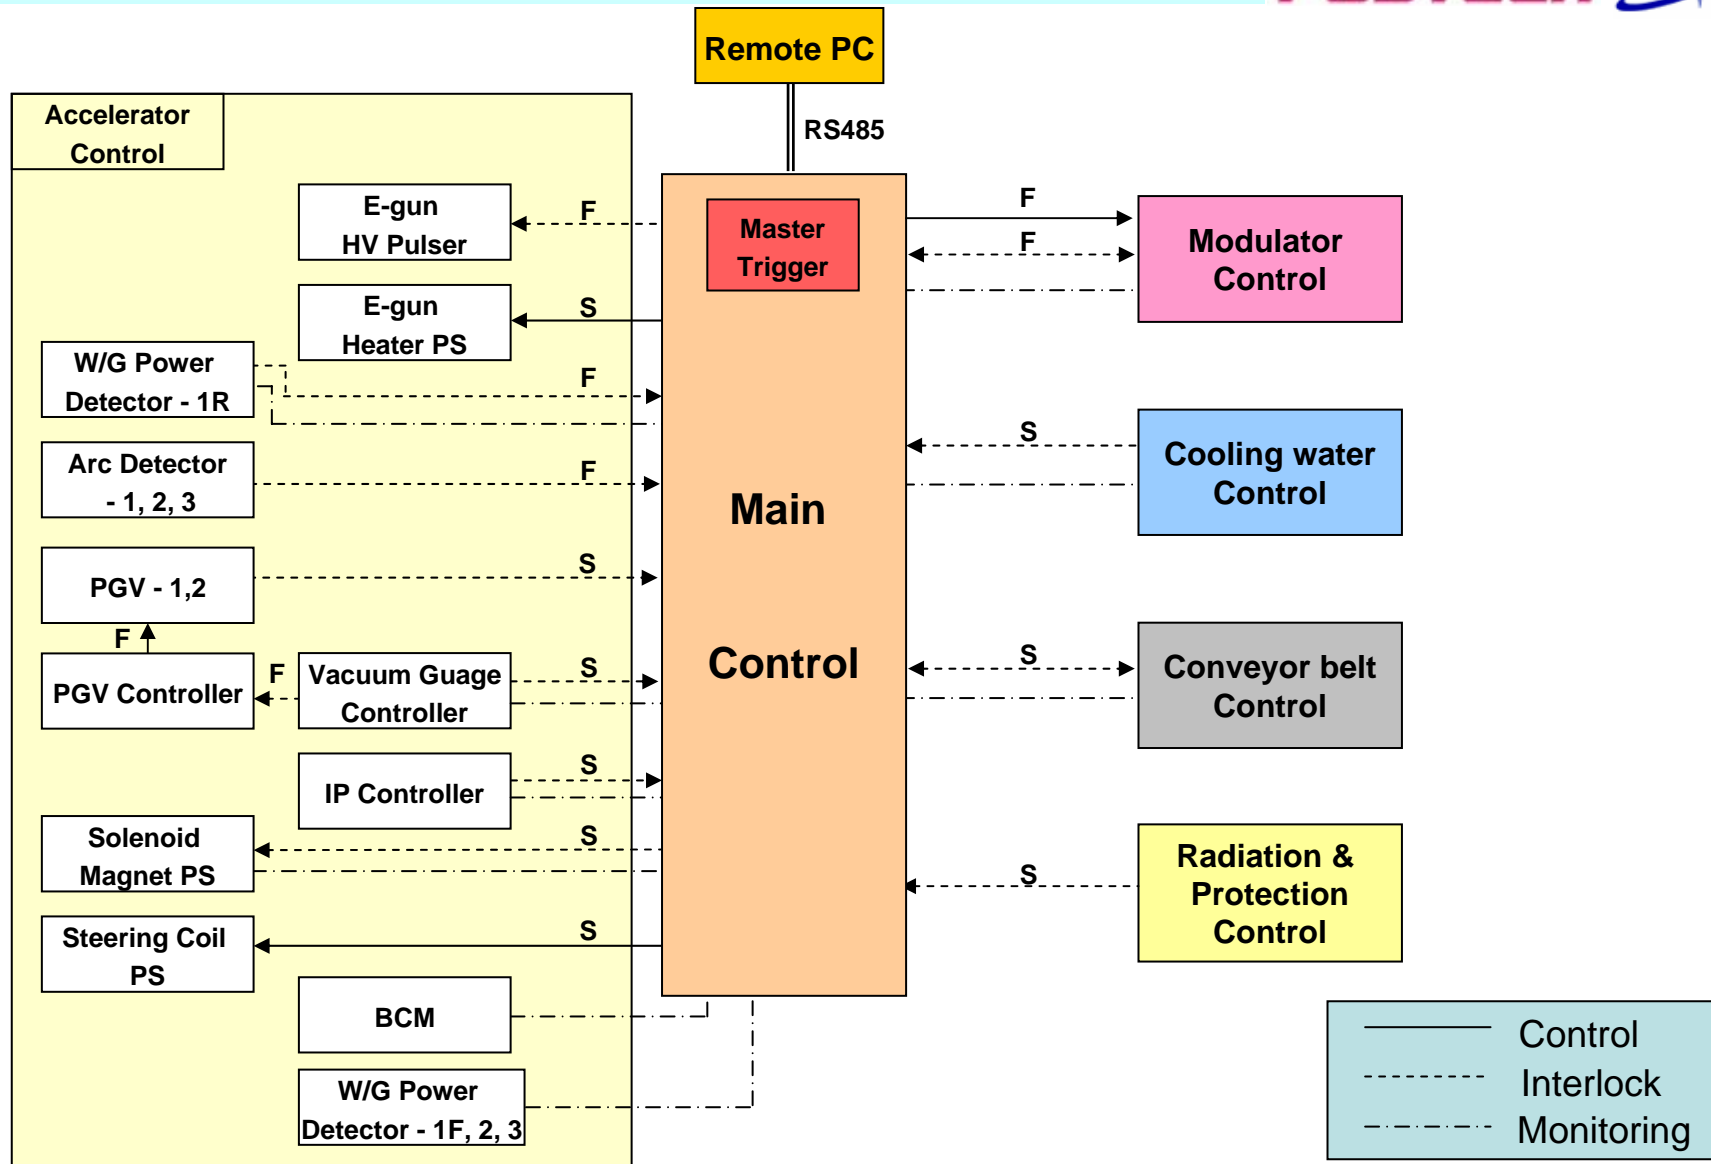 Remote PC
RS485
Accelerator
Control
E-gun
HV Pulser
F
E-gun
Heater PS
S
W/G Power
Detector - 1R
F
Arc Detector
- 1, 2, 3
F
PGV - 1,2
S
F
PGV Controller
F
Vacuum Guage
Controller
S
IP Controller
S
Solenoid
Magnet PS
S
Steering Coil
PS
S
BCM
W/G Power
Detector - 1F, 2, 3
Master
Trigger
Main
Control
F
F
Modulator
Control
S
Cooling water
Control
S
Conveyor belt
Control
S
Radiation &
Protection
Control
Control
Interlock
Monitoring